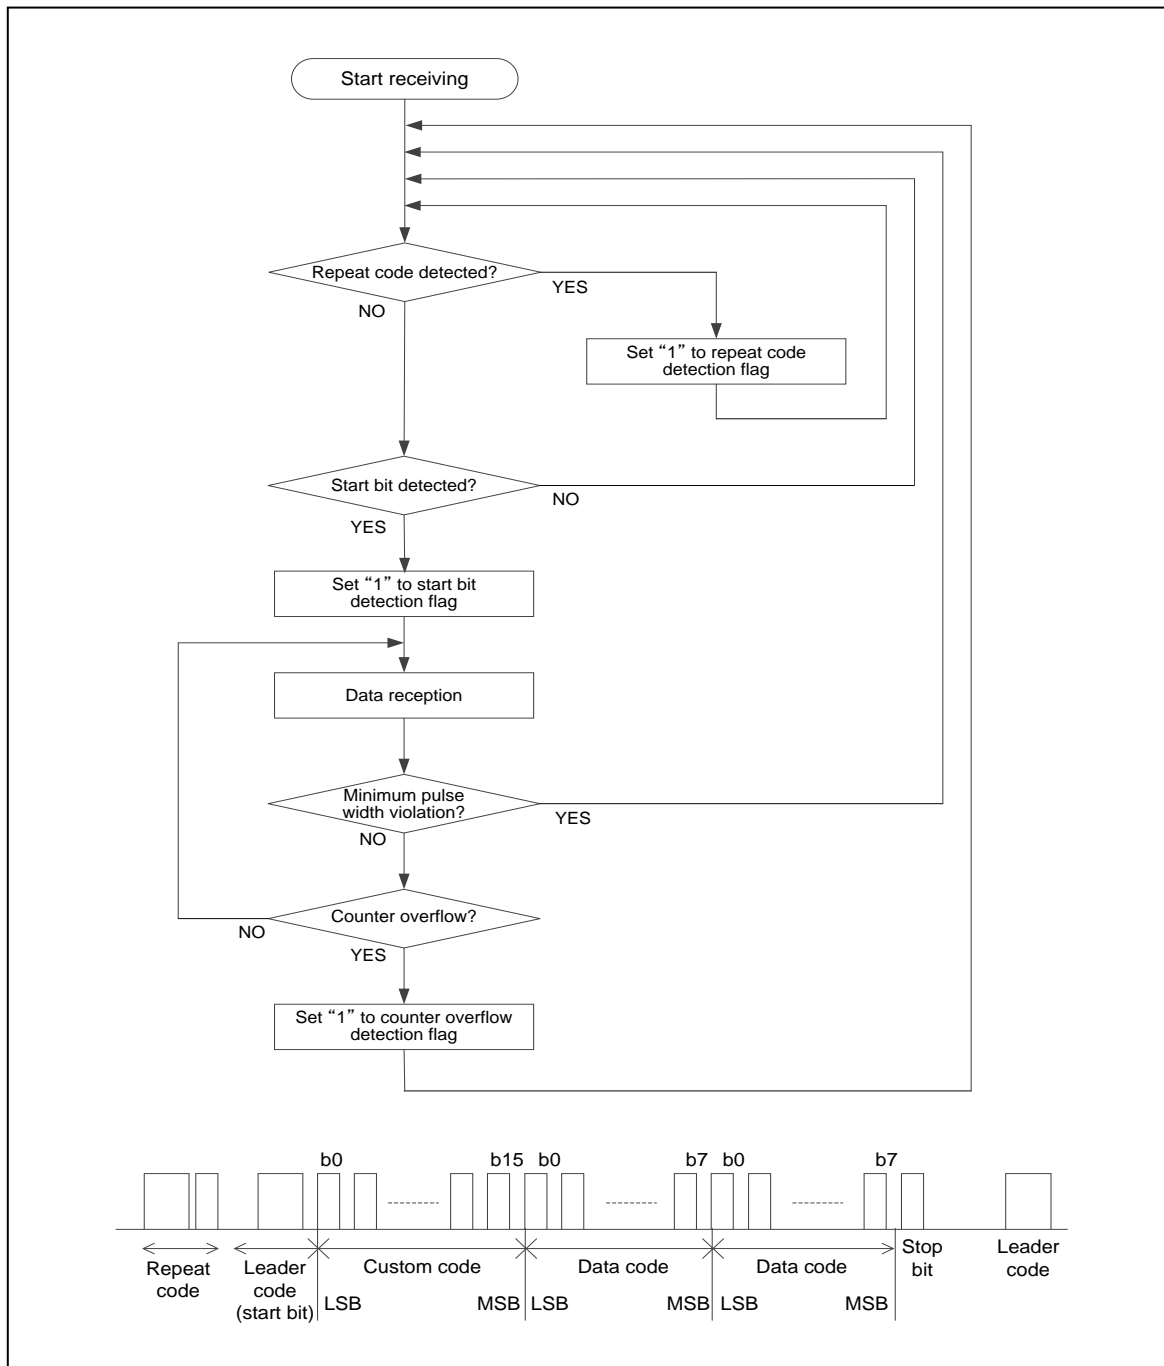 Start receiving
Repeat code detected?
YES
NO
Set “1” to repeat code
detection flag
Start bit detected?
NO
YES
Set “1” to start bit
detection flag
Data reception
Minimum pulse
width violation?
YES
NO
Counter overflow?
NO
YES
Set “1” to counter overflow
detection flag
b0 b15 b0 b7 b0 b7
Repeat
code
Leader
code
(start bit)
Custom code
Data code
Data code
Stop
bit
Leader
code
LSB MSB LSB MSB LSB MSB